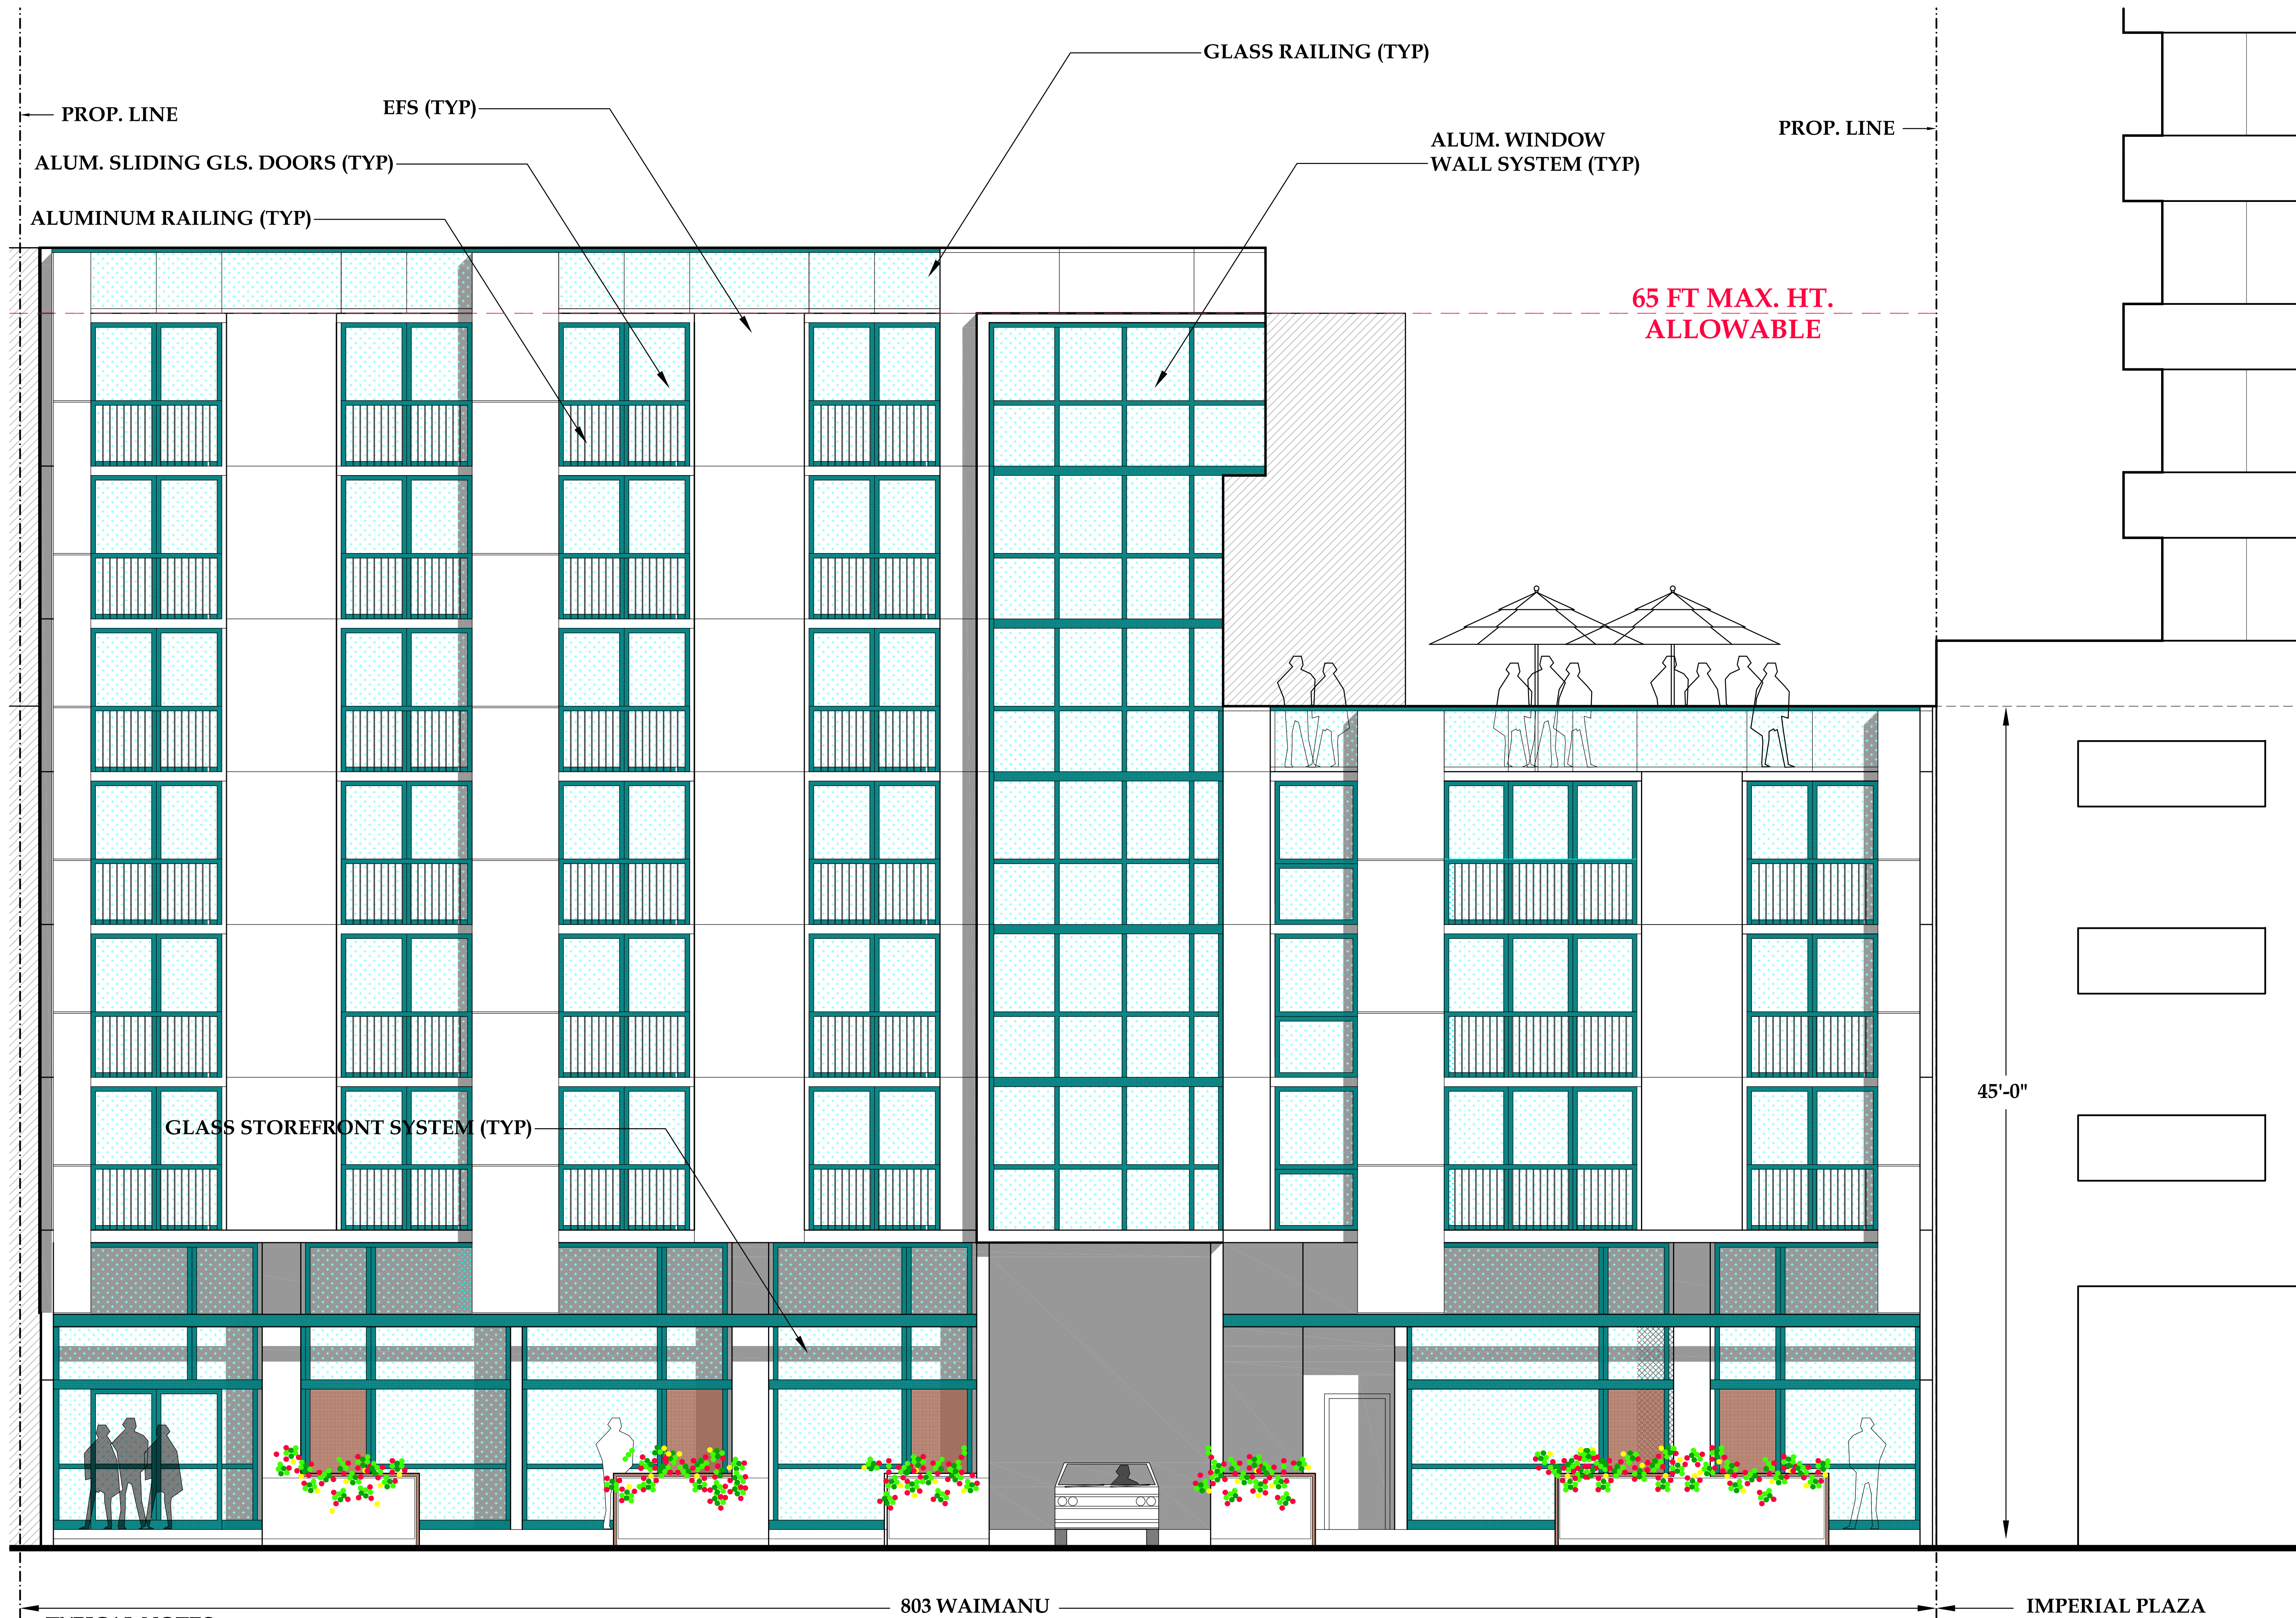 GLASS RAILING (TYP)
EFS (TYP)
PROP. LINE
PROP. LINE
ALUM. WINDOW
WALL SYSTEM (TYP)
ALUM. SLIDING GLS. DOORS (TYP)
ALUMINUM RAILING (TYP)
65 FT MAX. HT.
ALLOWABLE
45'-0"
GLASS STOREFRONT SYSTEM (TYP)
803 WAIMANU
IMPERIAL PLAZA